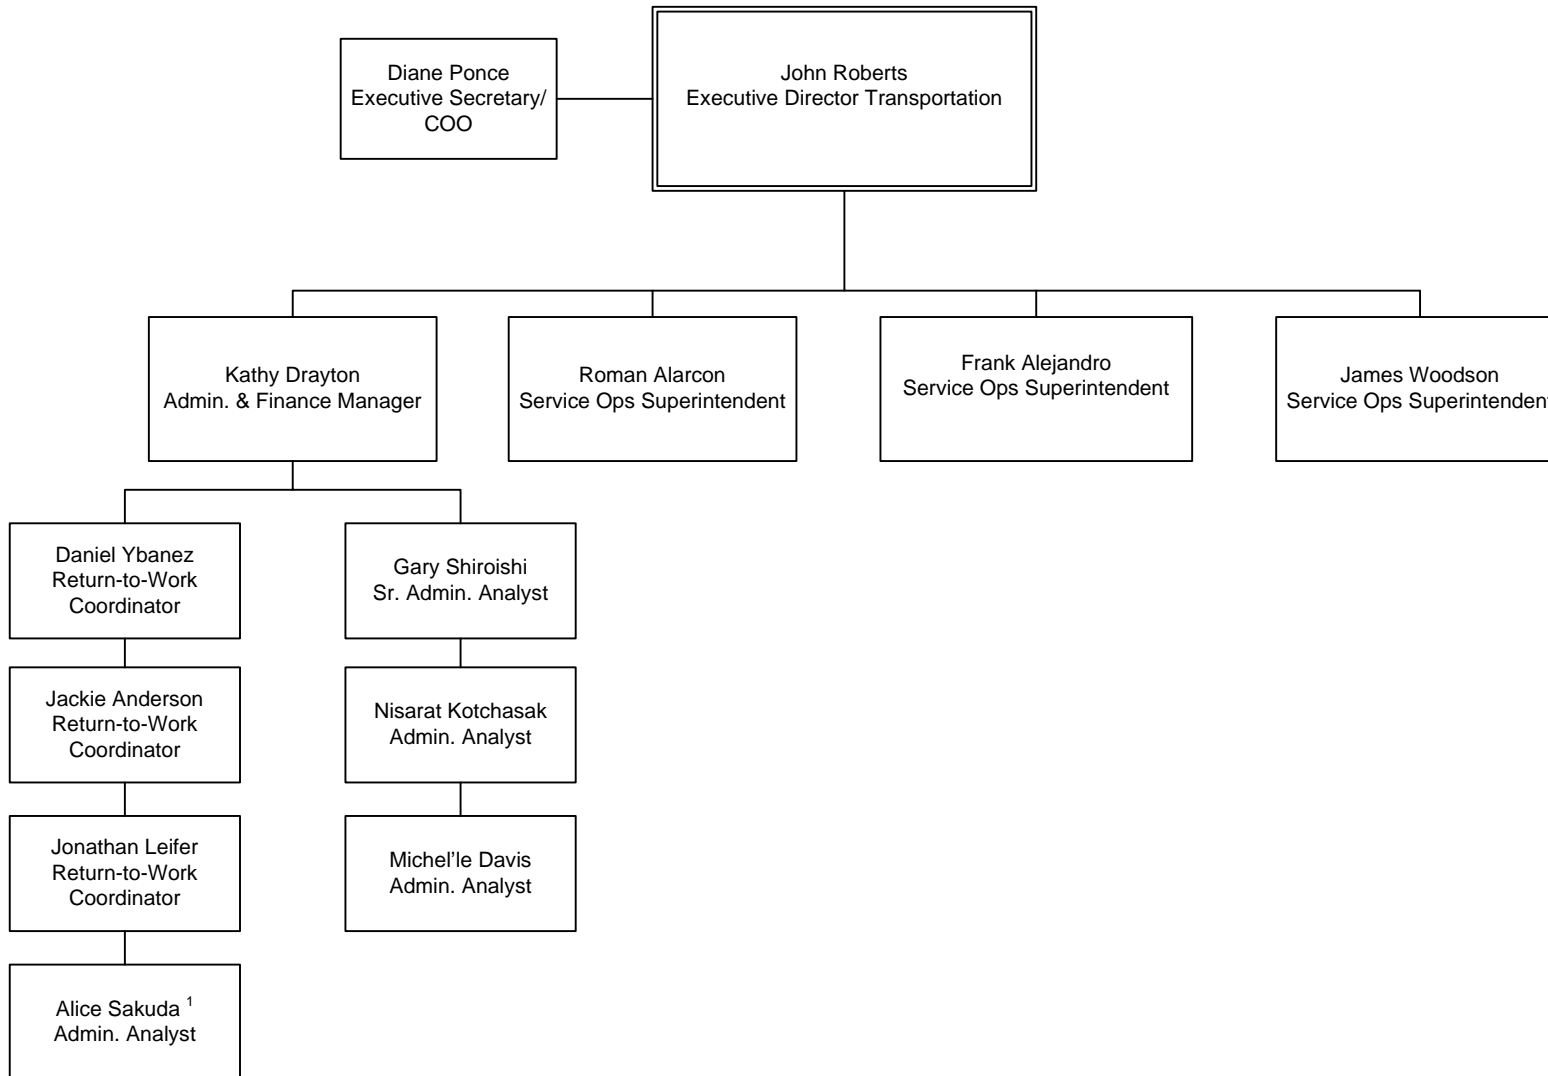 Diane Ponce
Executive Secretary/
COO
John Roberts
Executive Director Transportation
Kathy Drayton
Admin. & Finance Manager
Roman Alarcon
Service Ops Superintendent
Frank Alejandro
Service Ops Superintendent
James Woodson
Service Ops Superintendent
Daniel Ybanez
Return-to-Work
Coordinator
Gary Shiroishi
Sr. Admin. Analyst
Jackie Anderson
Return-to-Work
Coordinator
Nisarat Kotchasak
Admin. Analyst
Jonathan Leifer
Return-to-Work
Coordinator
Michel’le Davis
Admin. Analyst
Alice Sakuda ¹
Admin. Analyst